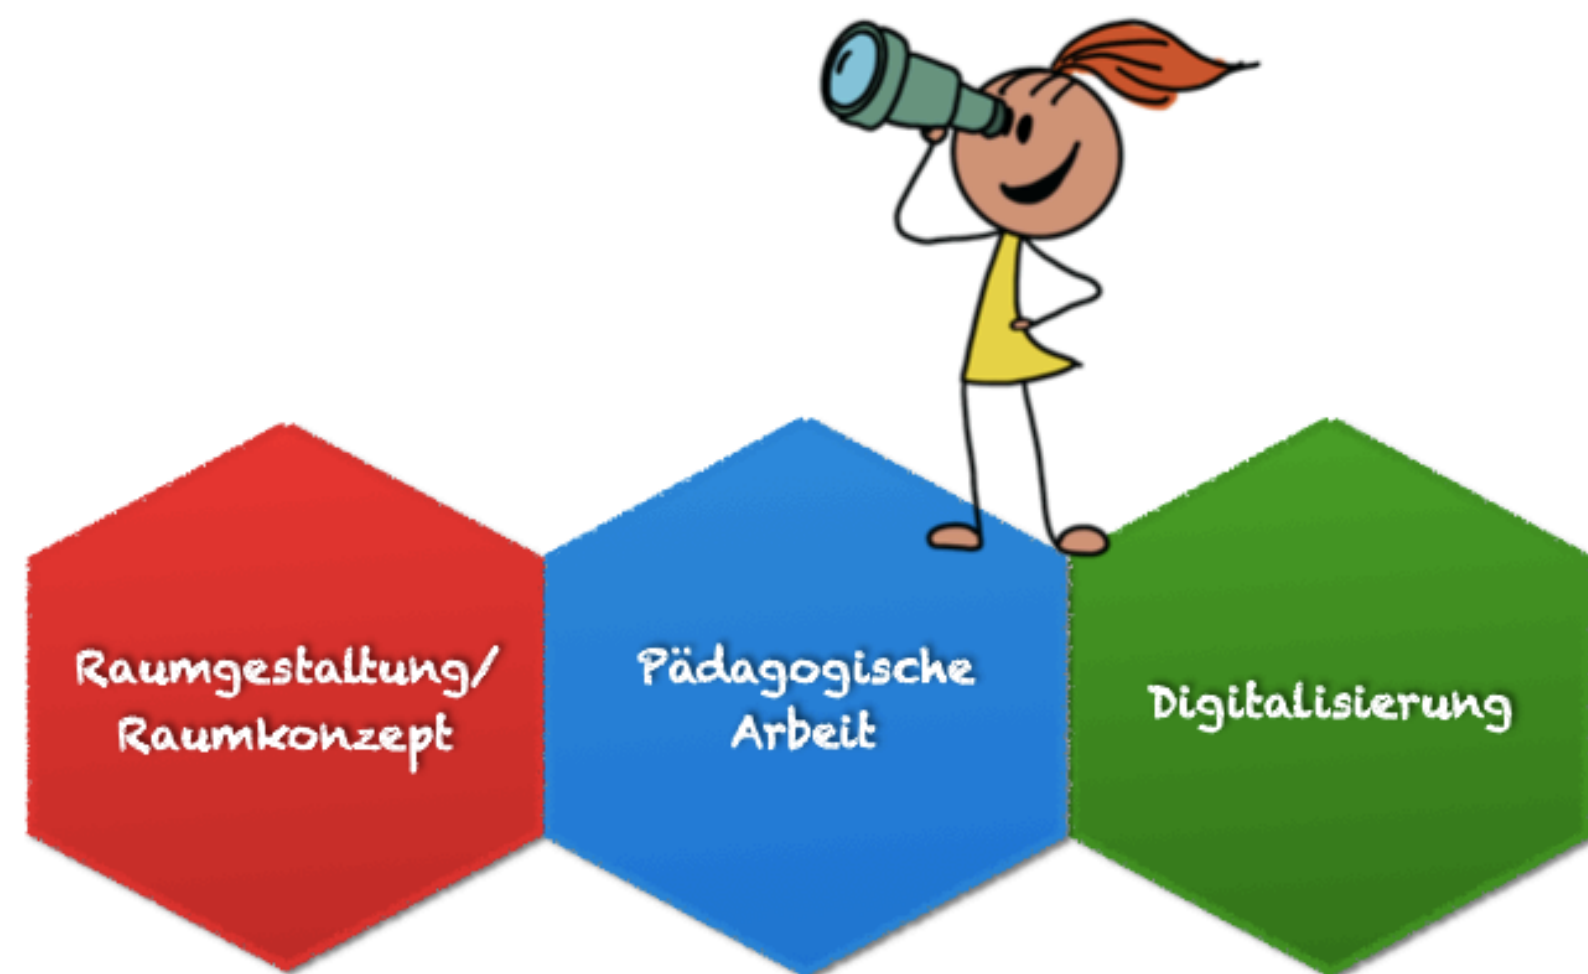 Raumgestaltung/
Raumkonzept
Pädagogische
Arbeit
Digitalisierung